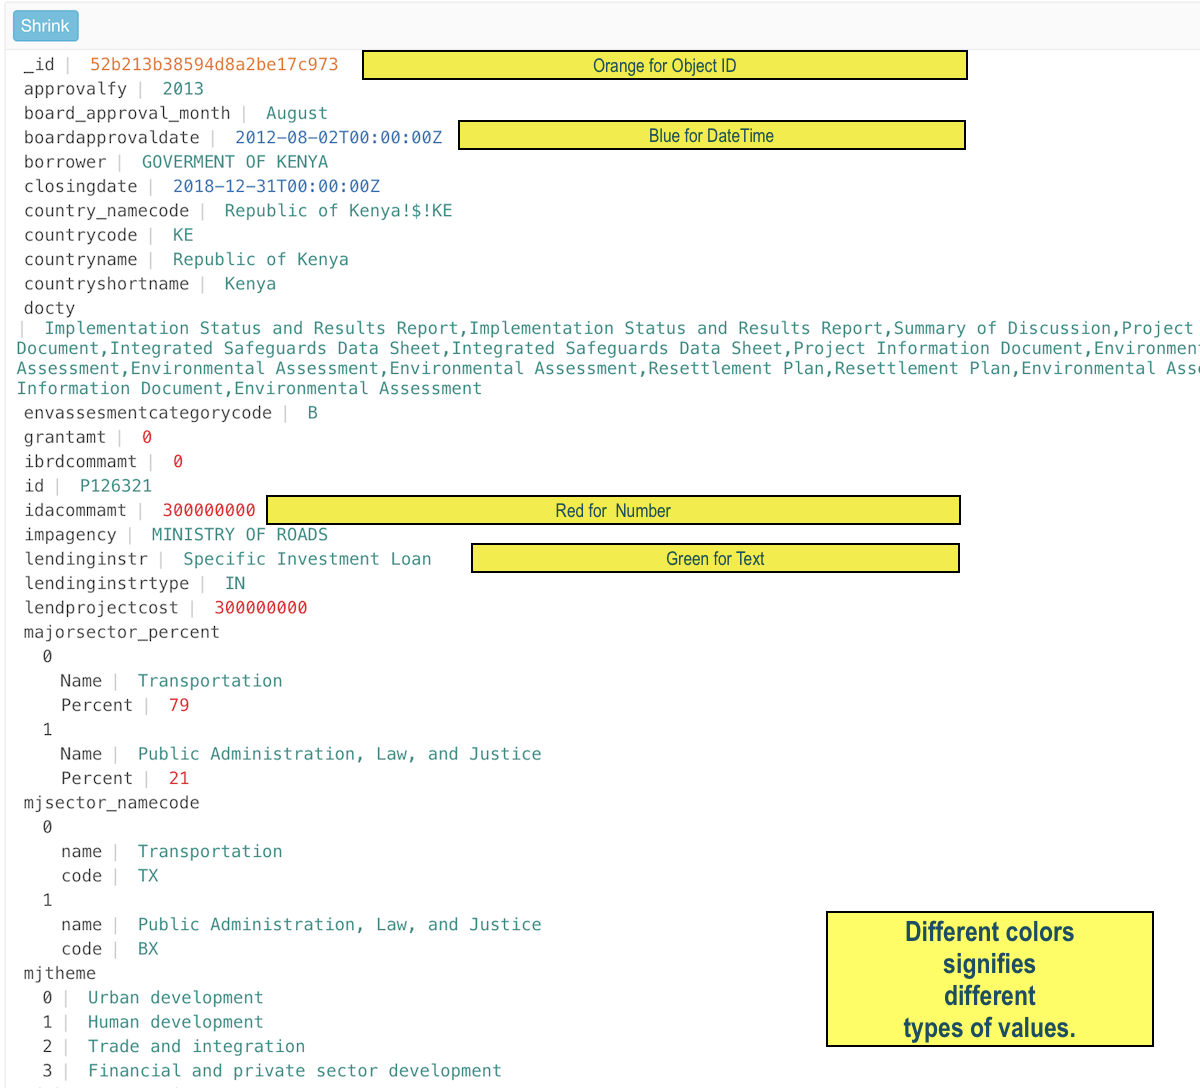 Shrink
_id | 52b213b38594d8a2be17c973 Orange for Object ID
approvalfy | 2013
board_approval_month | August
boardapprovaldate | 2012-08-02T00:00:00Z Blue for DateTime
borrower | GOVERMENT OF KENYA
closingdate | 2018-12-31T00:00:00Z
country_namecode | Republic of Kenya!$!KE
countrycode | KE
countryname | Republic of Kenya
countryshortname | Kenya
docty
| Implementation Status and Results Report,Implementation Status and Results Report,Summary of Discussion,Project
Document,Integrated Safeguards Data Sheet,Integrated Safeguards Data Sheet,Project Information Document,Environmen
Assessment,Environmental Assessment,Environmental Assessment,Resettlement Plan,Resettlement Plan,Environmental Ass
Information Document,Environmental Assessment
envassesmentcategorycode | B
grantamt | 0
ibrdcommamt | 0
id | P126321
idacommamt | 300000000 Red for Number
impagency | MINISTRY OF ROADS
lendinginstr | Specific Investment Loan Green for Text
lendinginstrtype | IN
lendprojectcost | 300000000
majorsector_percent
0
Name | Transportation
Percent | 79
1
Name | Public Administration, Law, and Justice
Percent | 21
mjsector_namecode
0
name | Transportation
code | TX
1
name | Public Administration, Law, and Justice
code | BX
mjtheme
0 | Urban development
1 | Human development
2 | Trade and integration
3 | Financial and private sector development
Different colors
signifies
different
types of values.